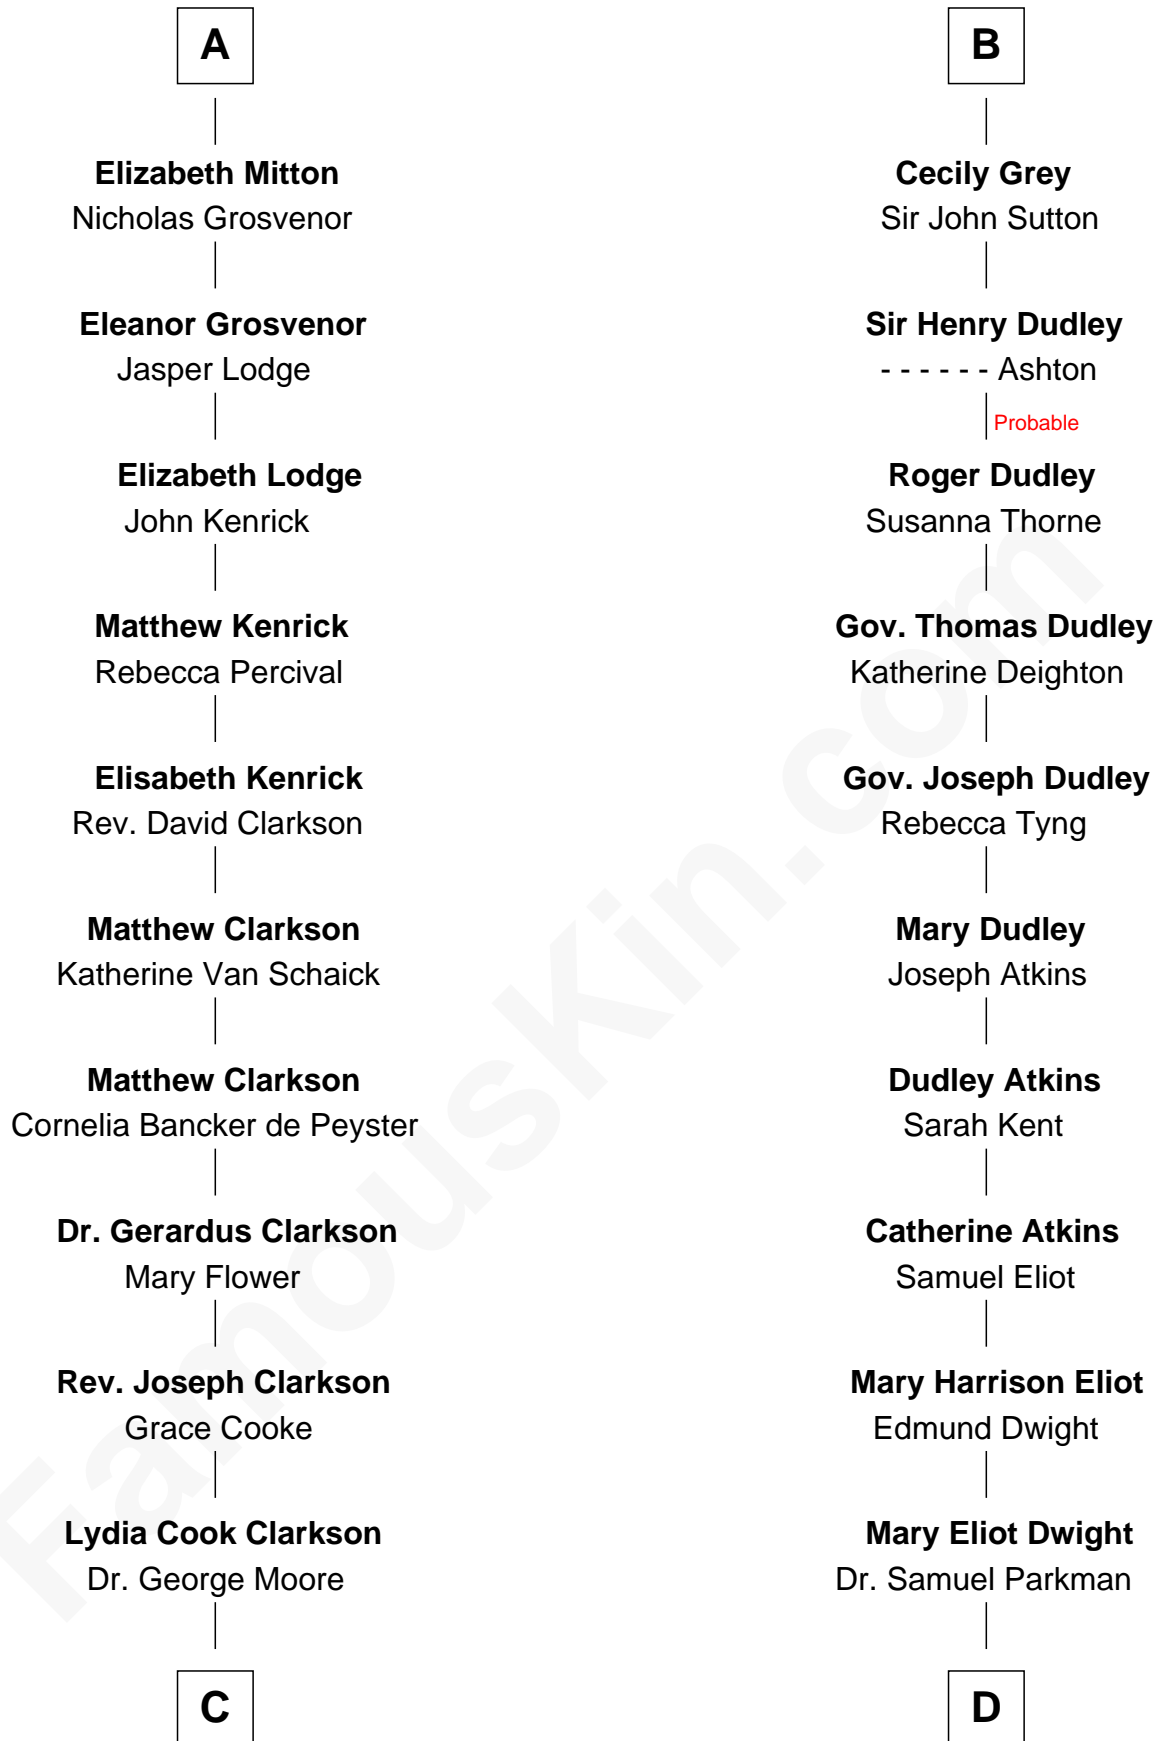 A
Elizabeth Mitton
Nicholas Grosvenor
Eleanor Grosvenor
Jasper Lodge
Elizabeth Lodge
John Kenrick
Matthew Kenrick
Rebecca Percival
Elisabeth Kenrick
Rev. David Clarkson
Matthew Clarkson
Katherine Van Schaick
Matthew Clarkson
Cornelia Bancker de Peyster
Dr. Gerardus Clarkson
Mary Flower
Rev. Joseph Clarkson
Grace Cooke
Lydia Cook Clarkson
Dr. George Moore
C
B
Cecily Grey
Sir John Sutton
Sir Henry Dudley
- - - - - - Ashton
Probable
Roger Dudley
Susanna Thorne
Gov. Thomas Dudley
Katherine Deighton
Gov. Joseph Dudley
Rebecca Tyng
Mary Dudley
Joseph Atkins
Dudley Atkins
Sarah Kent
Catherine Atkins
Samuel Eliot
Mary Harrison Eliot
Edmund Dwight
Mary Eliot Dwight
Dr. Samuel Parkman
D
FamousKin.com